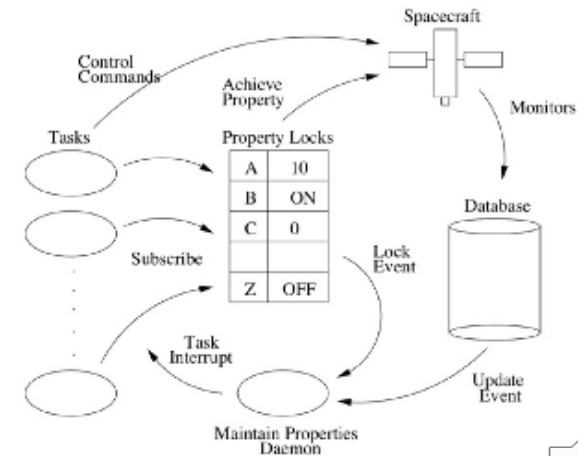 Spacecraft
Control
Commands
Achieve
Property
Monitors
Tasks
Property Locks
A 10
B ON
C 0
Z OFF
Database
Subscribe
Lock
Event
Task
Interrupt
Update
Event
Maintain Properties
Daemon